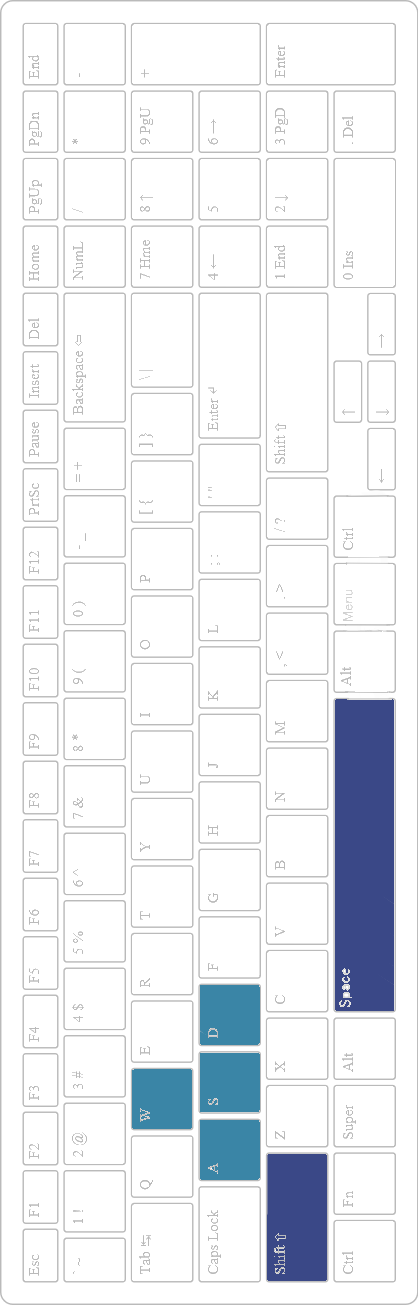 Esc F1 F2 F3 F4 F5 F6 F7 F8 F9 F10 F11 F12 PrtSc Pause Insert Del Home PgUp PgDn End
` ~ 1 ! 2 @ 3 # 4 $ 5 % 6 ^ 7 & 8 * 9 ( 0 ) - _ = + Backspace ⇦ NumL / * -
Tab ↹ Q W E R T Y U I O P [ { ] } \ | 7 Hme 8 ↑ 9 PgU +
Caps Lock A S D F G H J K L ; : ' " Enter ↵ 4 ← 5 6 →
Shift ⇧ Z X C V B N M , < . > / ? Shift ⇧ ↑ 1 End 2 ↓ 3 PgD Enter
Ctrl Fn Super Alt Space Alt Menu Ctrl ← ↓ → 0 Ins . Del